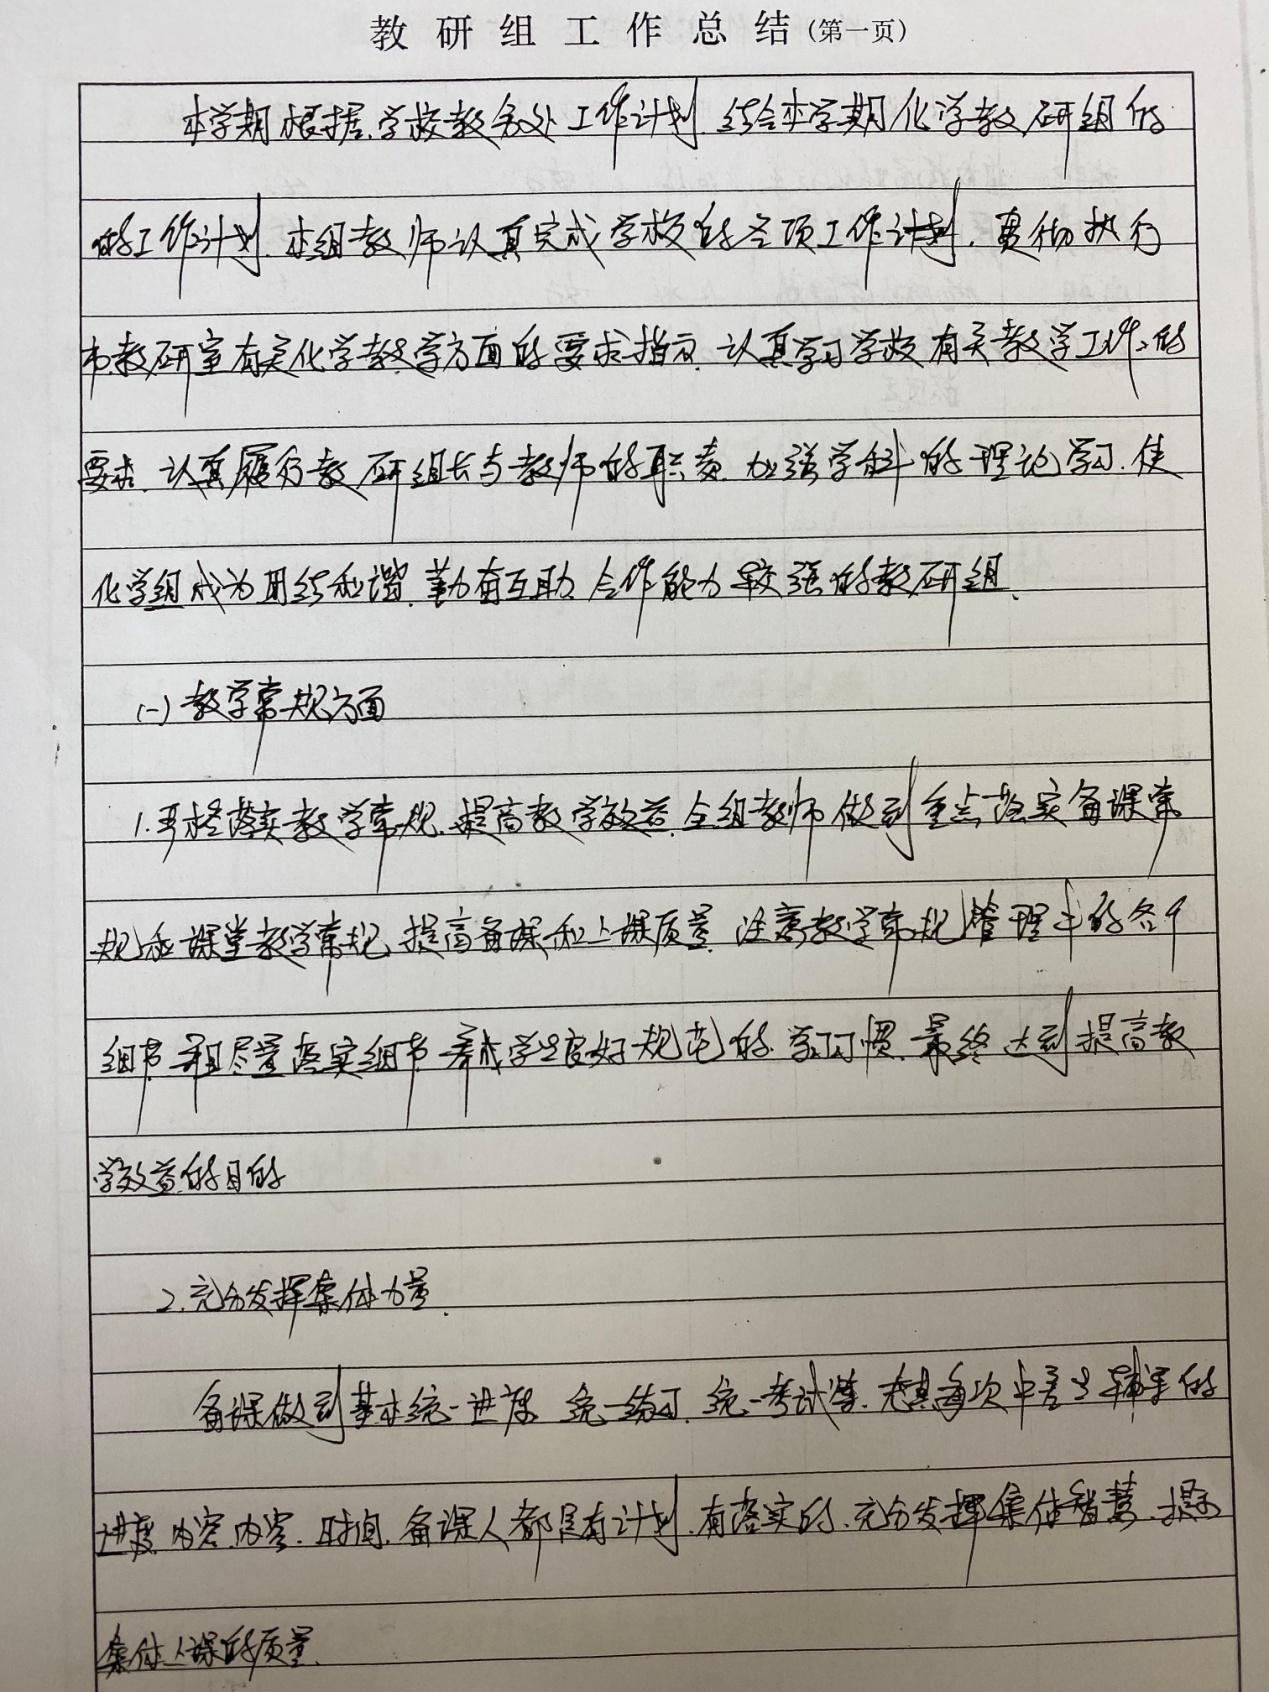 教研组工作总结(第一页)
本学期根据学校教务处工作计划,结合本学期化学教研组的
的工作计划,本组教师认真完成学校的各项工作计划,贯彻执行
市教研室有关化学教学方面的要求指示,认真学习学校有关教学工作的
要求,认真履行教研组长与教师的职责,加强学科的理论学习,使
化学组成为团结和谐,勤奋互助,合作能力较强的教研组.
(一)教学常规方面
1.严格落实教学常规,提高教学效益,全组教师做到重点落实备课常
规和课堂教学常规,提高备课和上课质量,注意教学常规管理中的各个
细节,并且尽量落实细节,养成学生良好规范的学习习惯,最终达到提高教
学效益的目的
2.充分发挥集体力量.
备课做到基本统一进度,统一练习,统一考试等,尤其每次中差生辅导的
进度,内容,内容,时间,备课人都是有计划,有落实的,充分发挥集体智慧,提高
集体上课的质量.